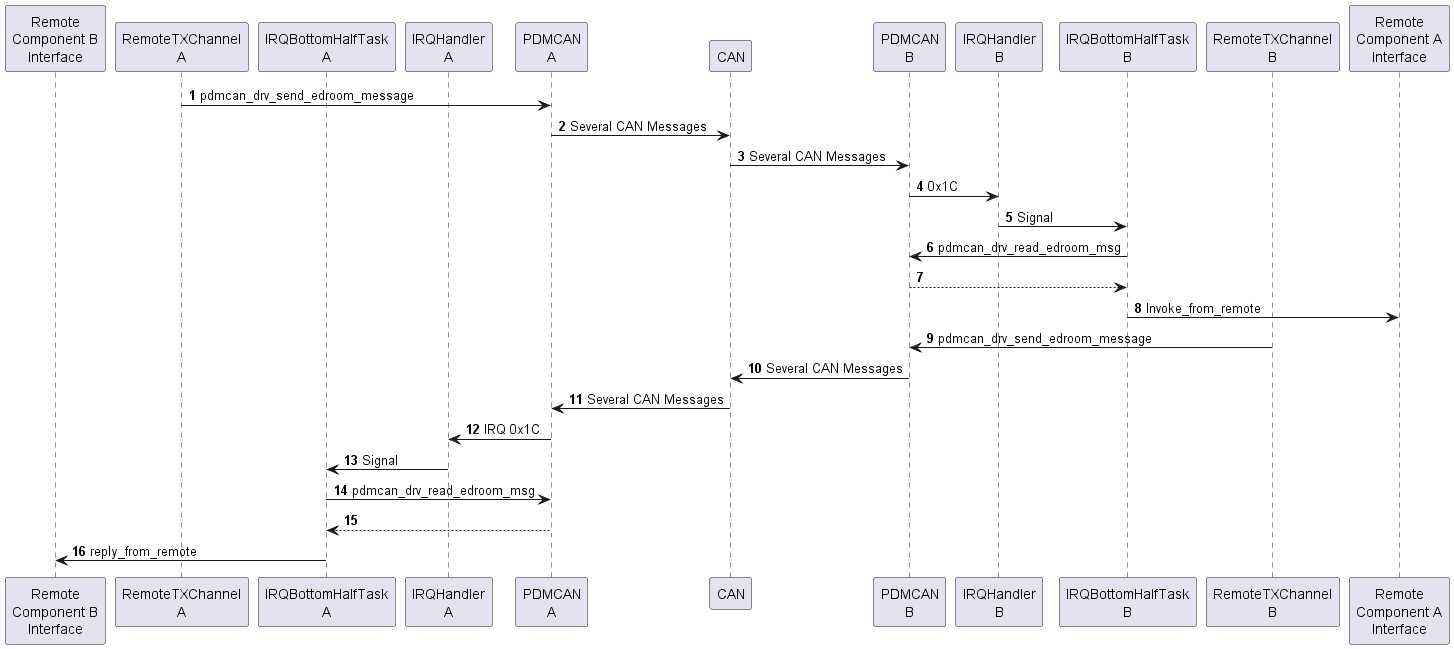 Remote
Component B
Interface
RemoteTXChannel
A
IRQBottomHalfTask
A
IRQHandler
A
PDMCAN
A
CAN
PDMCAN
B
IRQHandler
B
IRQBottomHalfTask
B
RemoteTXChannel
B
Remote
Component A
Interface
1 pdmcan_drv_send_edroom_message
2 Several CAN Messages
3 Several CAN Messages
4 0x1C
5 Signal
6 pdmcan_drv_read_edroom_msg
7
8 Invoke_from_remote
9 pdmcan_drv_send_edroom_message
10 Several CAN Messages
11 Several CAN Messages
12 IRQ 0x1C
13 Signal
14 pdmcan_drv_read_edroom_msg
15
16 reply_from_remote
Remote
Component B
Interface
RemoteTXChannel
A
IRQBottomHalfTask
A
IRQHandler
A
PDMCAN
A
CAN
PDMCAN
B
IRQHandler
B
IRQBottomHalfTask
B
RemoteTXChannel
B
Remote
Component A
Interface